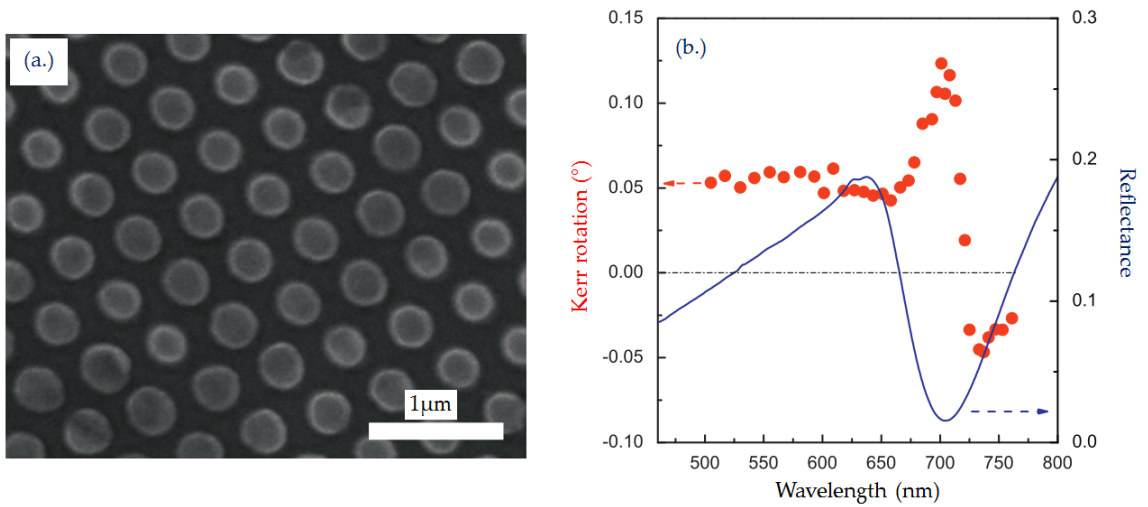 (a.)
1μm
(b.)
0.15
0.10
0.05
0.00
-0.05
-0.10
Kerr rotation (°)
0.3
0.2
0.1
0.0
Reflectance
500 550 600 650 700 750 800
Wavelength (nm)